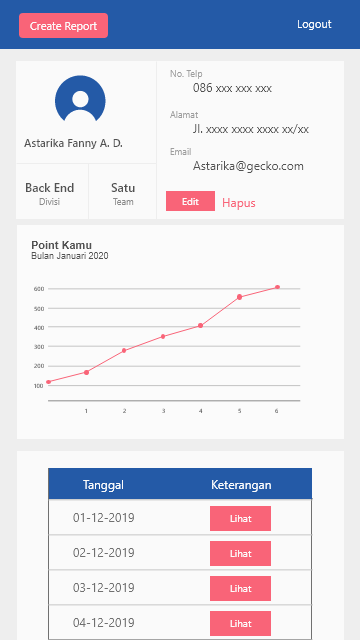 Create Report
Logout
Astarika Fanny A. D.
Back End
Divisi
Satu
Team
No. Telp
086 xxx xxx xxx
Alamat
Jl. xxxx xxxx xxxx xx/xx
Email
Astarika@gecko.com
Edit
Hapus
Point Kamu
Bulan Januari 2020
600
500
400
300
200
100
1 2 3 4 5 6
Tanggal Keterangan
01-12-2019 Lihat
02-12-2019 Lihat
03-12-2019 Lihat
04-12-2019 Lihat